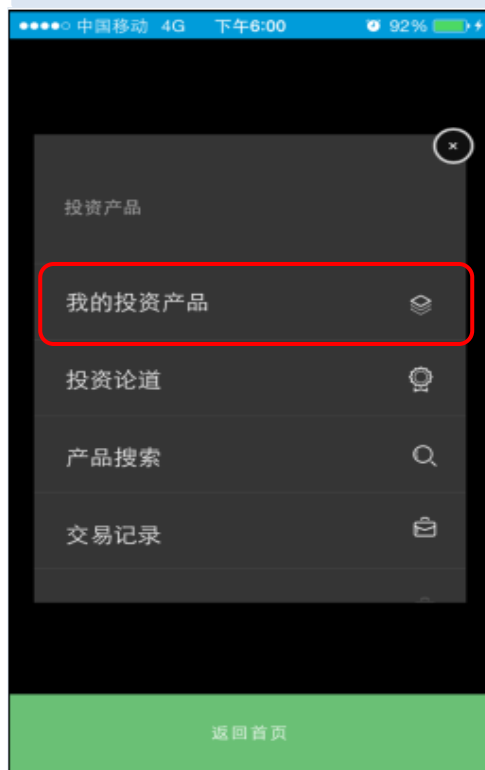 中国移动 4G 下午6:00 92%
投资产品
我的投资产品
投资论道
产品搜索
交易记录
返回首页